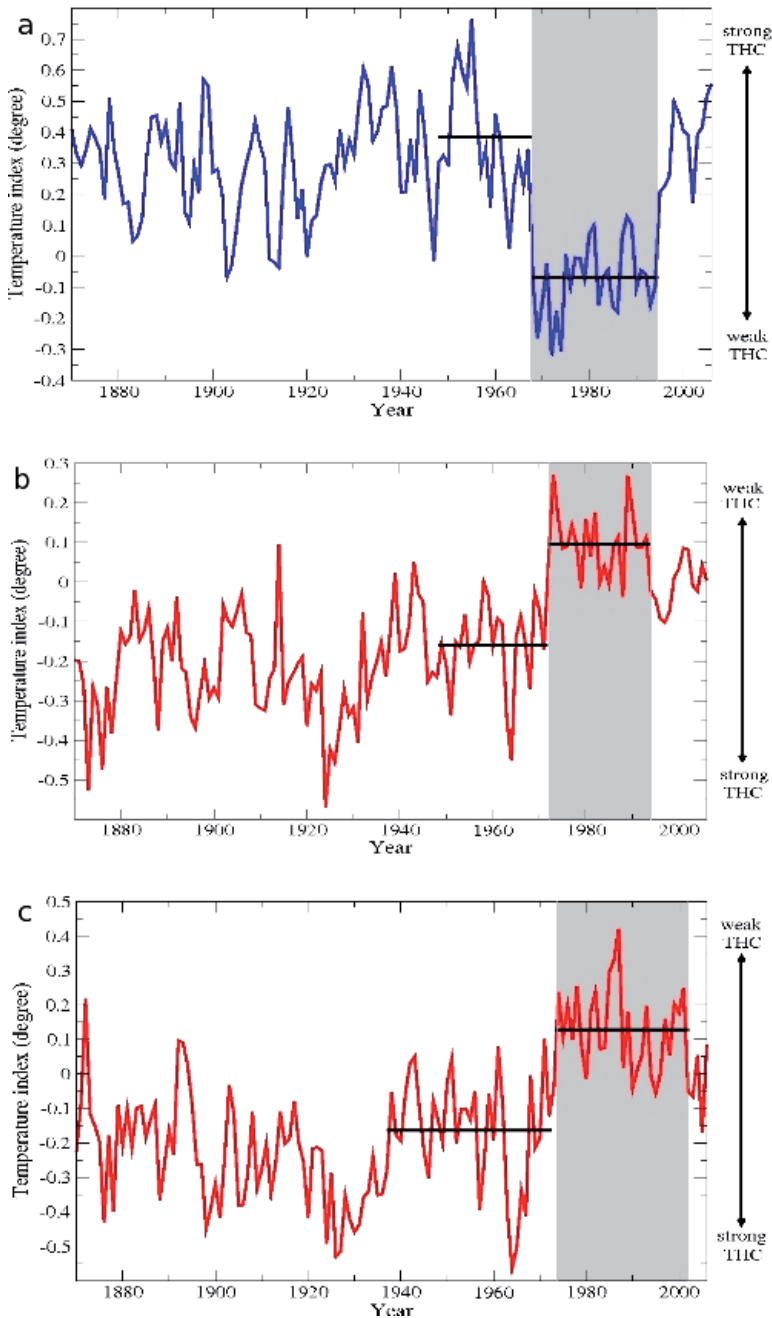 a
0.7
0.6
0.5
0.4
0.3
0.2
0.1
0
-0.1
-0.2
-0.3
-0.4
Temperature index (degree)
1880 1900 1920 1940 1960 1980 2000
Year
strong
THC
weak
THC
b
0.3
0.2
0.1
0
-0.1
-0.2
-0.3
-0.4
-0.5
Temperature index (degree)
1880 1900 1920 1940 1960 1980 2000
Year
weak
THC
strong
THC
c
0.5
0.4
0.3
0.2
0.1
0
-0.1
-0.2
-0.3
-0.4
-0.5
Temperature index (degree)
1880 1900 1920 1940 1960 1980 2000
Year
weak
THC
strong
THC